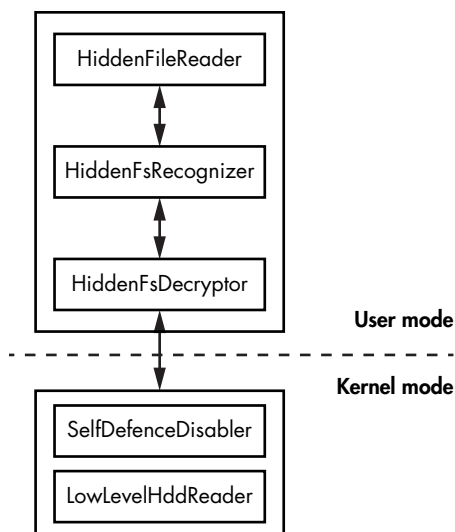 HiddenFileReader
HiddenFsRecognizer
HiddenFsDecryptor
User mode
Kernel mode
SelfDefenceDisabler
LowLevelHddReader